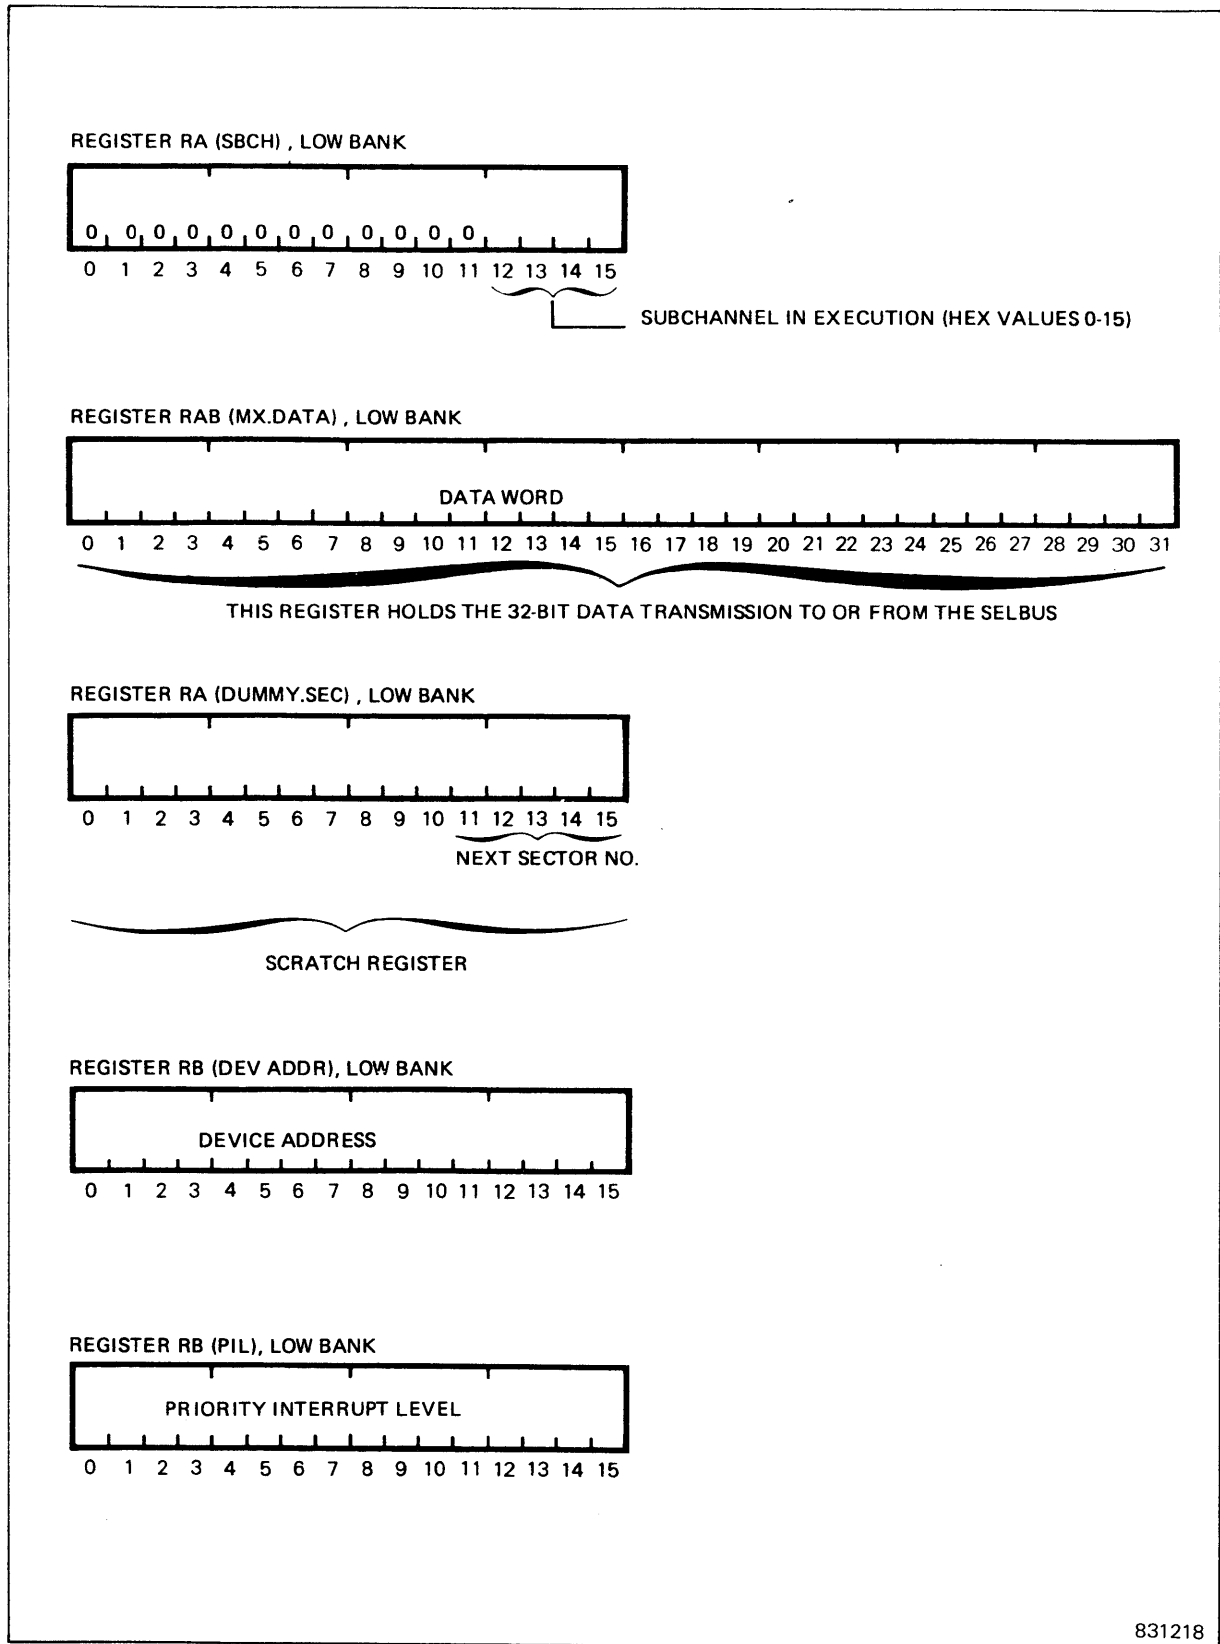 REGISTER RA (SBCH) , LOW BANK
0 0 0 0 0 0 0 0 0 0 0 0
0 1 2 3 4 5 6 7 8 9 10 11 12 13 14 15
SUBCHANNEL IN EXECUTION (HEX VALUES 0-15)
REGISTER RAB (MX.DATA) , LOW BANK
DATA WORD
0 1 2 3 4 5 6 7 8 9 10 11 12 13 14 15 16 17 18 19 20 21 22 23 24 25 26 27 28 29 30 31
THIS REGISTER HOLDS THE 32-BIT DATA TRANSMISSION TO OR FROM THE SELBUS
REGISTER RA (DUMMY.SEC) , LOW BANK
0 1 2 3 4 5 6 7 8 9 10 11 12 13 14 15
NEXT SECTOR NO.
SCRATCH REGISTER
REGISTER RB (DEV ADDR), LOW BANK
DEVICE ADDRESS
0 1 2 3 4 5 6 7 8 9 10 11 12 13 14 15
REGISTER RB (PIL), LOW BANK
PRIORITY INTERRUPT LEVEL
0 1 2 3 4 5 6 7 8 9 10 11 12 13 14 15
831218